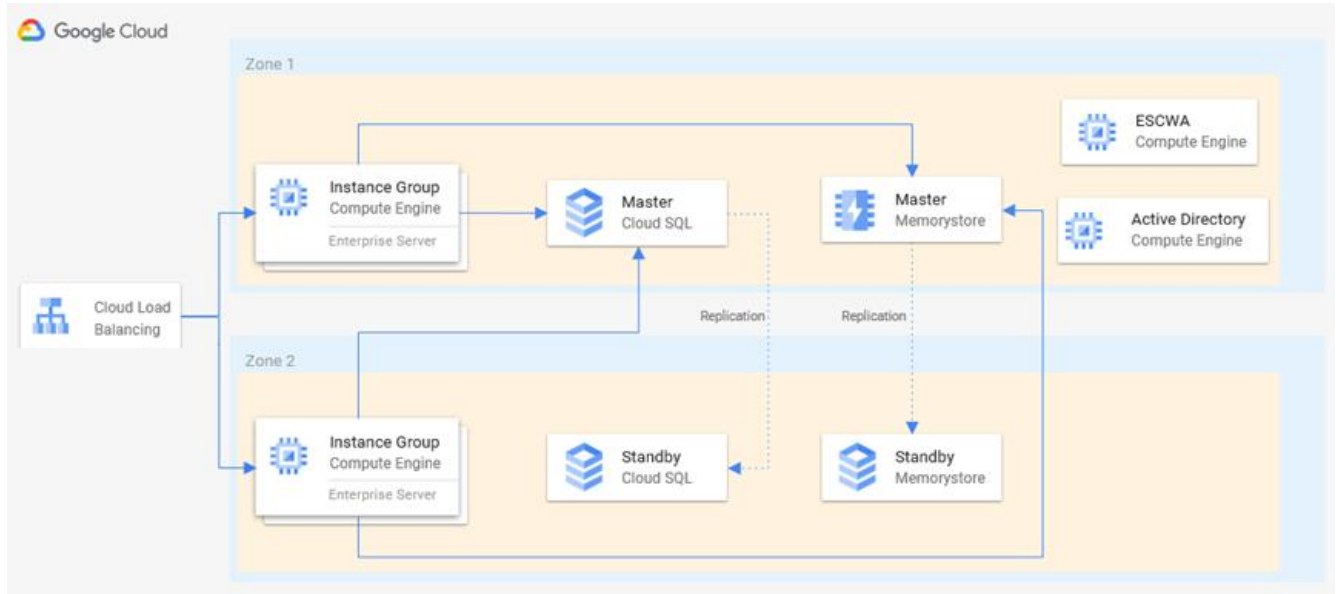 Google Cloud
Zone 1
ESCWA
Compute Engine
Instance Group
Compute Engine
Enterprise Server
Master
Cloud SQL
Master
Memorystore
Active Directory
Compute Engine
Cloud Load
Balancing
Replication
Replication
Zone 2
Instance Group
Compute Engine
Enterprise Server
Standby
Cloud SQL
Standby
Memorystore